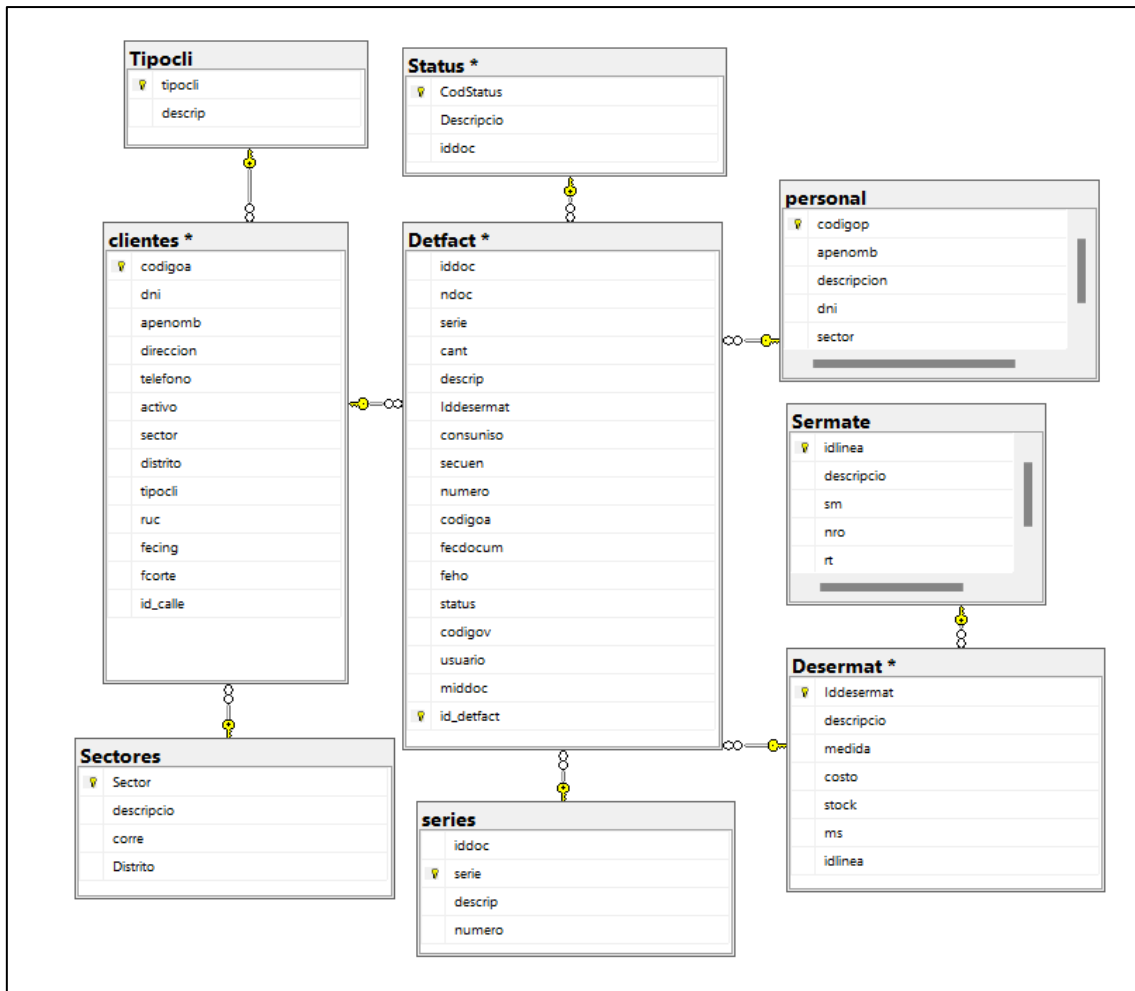 Tipocli
tipocli
descrip
Status *
CodStatus
Descripcio
iddoc
personal
codigop
apenomb
descripcion
dni
sector
clientes *
codigoa
dni
apenomb
direccion
telefono
activo
sector
distrito
tipocli
ruc
fecing
fcorte
id_calle
Detfact *
iddoc
ndoc
serie
cant
descrip
Iddesermat
consuniso
secuen
numero
codigoa
fecdocum
feho
status
codigov
usuario
middoc
id_detfact
Sermate
idlinea
descripcio
sm
nro
rt
Desermat *
Iddesermat
descripcio
medida
costo
stock
ms
idlinea
Sectores
Sector
descripcio
corre
Distrito
series
iddoc
serie
descrip
numero